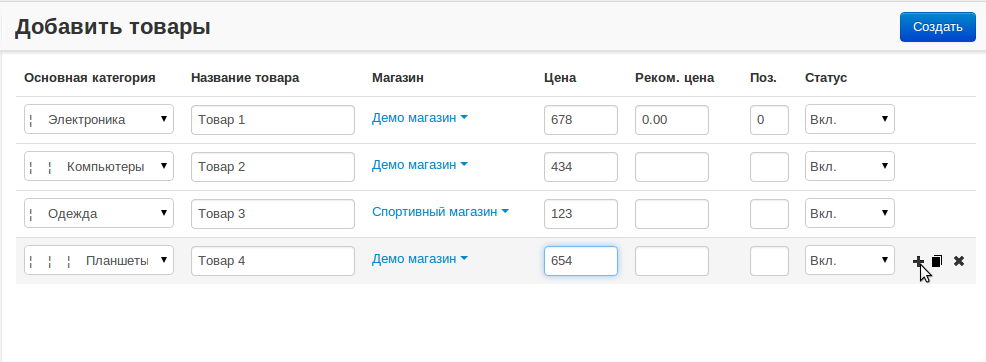 Добавить товары Создать
Основная категория Название товара Магазин Цена Реком. цена Поз. Статус
¦ Электроника Товар 1 Демо магазин 678 0.00 0 Вкл.
¦ ¦ Компьютеры Товар 2 Демо магазин 434 Вкл.
¦ Одежда Товар 3 Спортивный магазин 123 Вкл.
¦ ¦ ¦ Планшеты Товар 4 Демо магазин 654 Вкл.